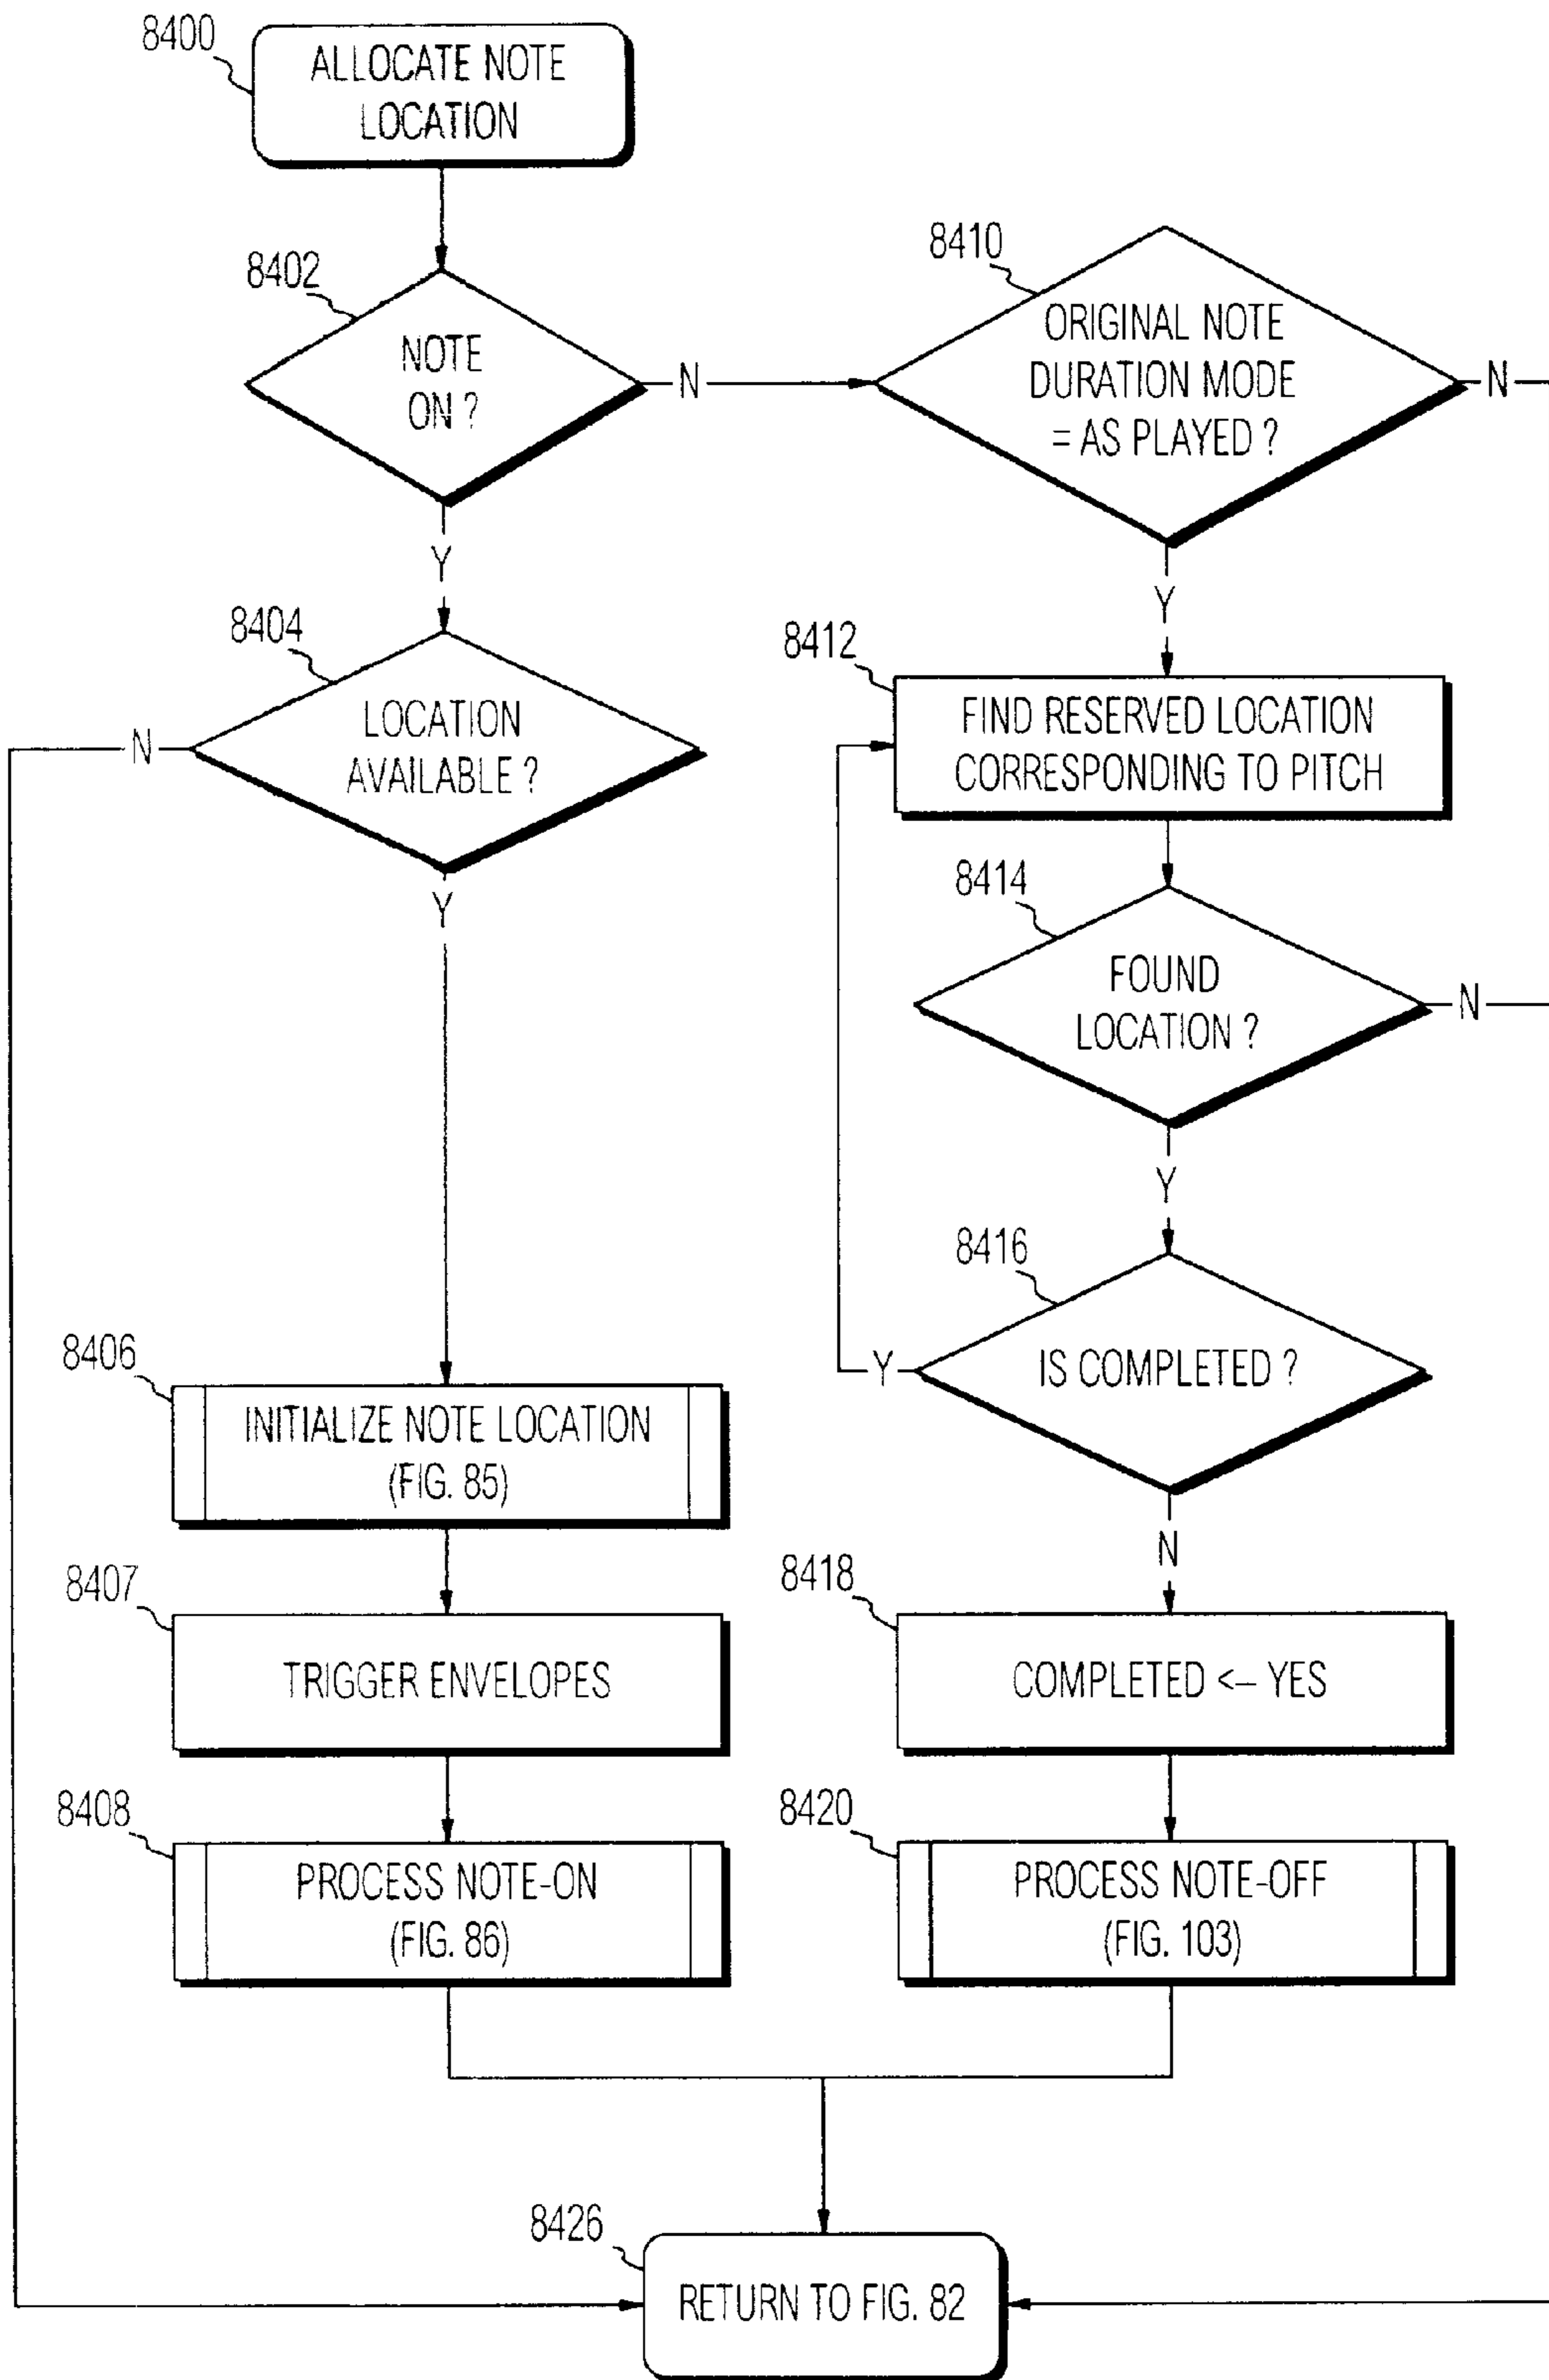 8400
ALLOCATE NOTE
LOCATION
8402
NOTE
ON ?
N
Y
8410
ORIGINAL NOTE
DURATION MODE
= AS PLAYED ?
N
Y
8404
LOCATION
AVAILABLE ?
N
Y
8412
FIND RESERVED LOCATION
CORRESPONDING TO PITCH
8414
FOUND
LOCATION ?
N
Y
8416
IS COMPLETED ?
Y
N
8406
INITIALIZE NOTE LOCATION
(FIG. 85)
8407
TRIGGER ENVELOPES
8418
COMPLETED <– YES
8408
PROCESS NOTE-ON
(FIG. 86)
8420
PROCESS NOTE-OFF
(FIG. 103)
8426
RETURN TO FIG. 82